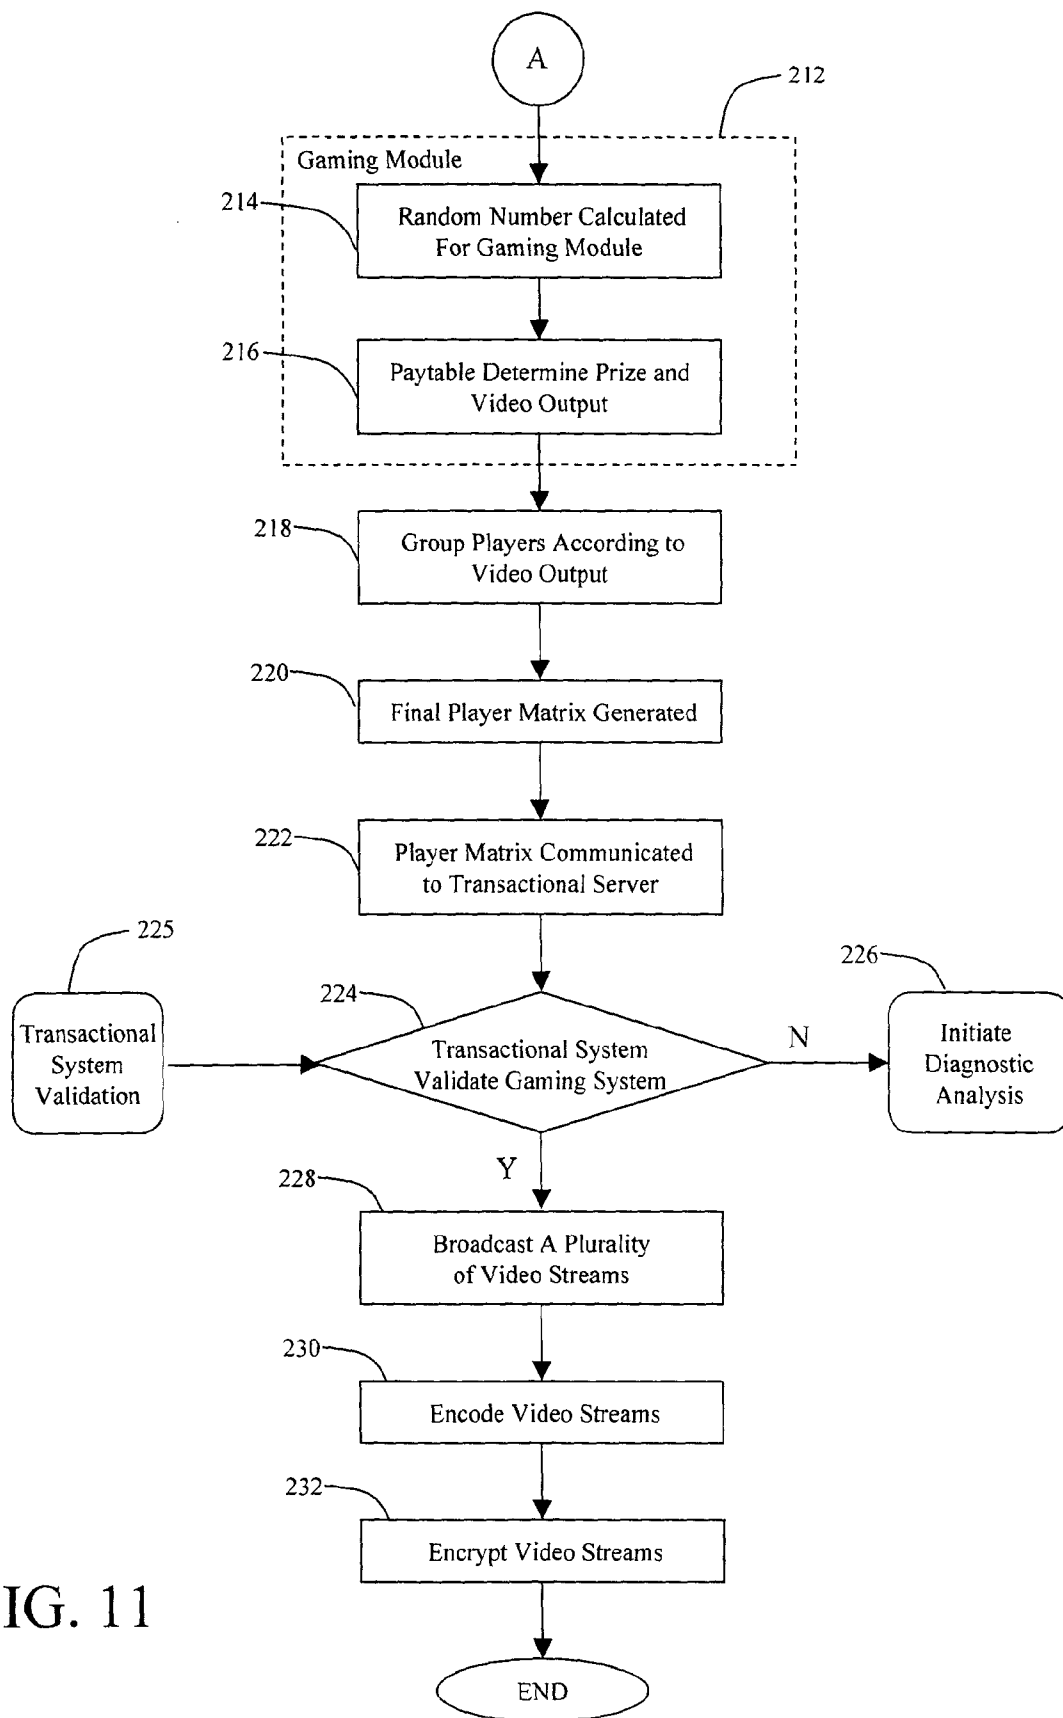 A
212
Gaming Module
214
Random Number Calculated
For Gaming Module
216
Paytable Determine Prize and
Video Output
218
Group Players According to
Video Output
220
Final Player Matrix Generated
222
Player Matrix Communicated
to Transactional Server
225
226
224
Transactional
System
Validation
Transactional System
Validate Gaming System
N
Initiate
Diagnostic
Analysis
Y
228
Broadcast A Plurality
of Video Streams
230
Encode Video Streams
232
Encrypt Video Streams
IG. 11
END